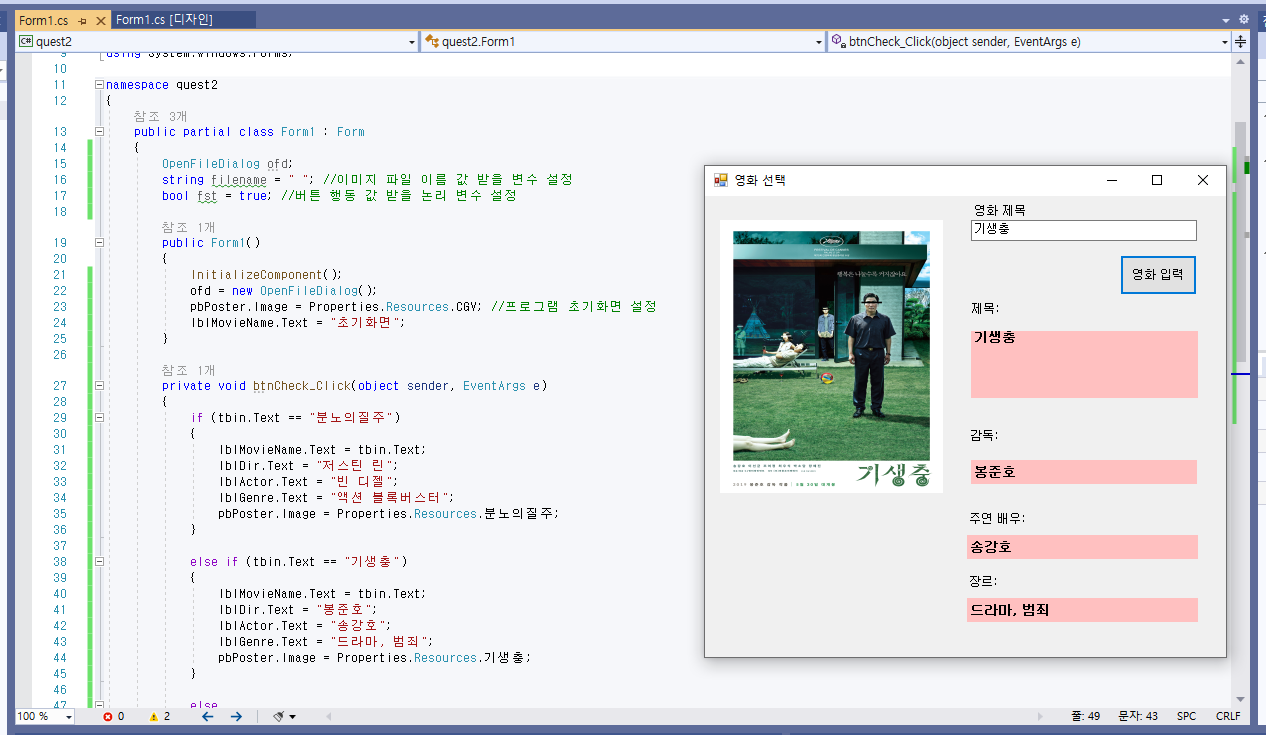 Form1.cs
Form1.cs [디자인]
quest2
quest2.Form1
btnCheck_Click(object sender, EventArgs e)
9 using System.Windows.Forms;
10
11 namespace quest2
12 {
참조 3개
13 public partial class Form1 : Form
14 {
15 OpenFileDialog ofd;
16 string filename = " "; //이미지 파일 이름 값 받을 변수 설정
17 bool fst = true; //버튼 행동 값 받을 논리 변수 설정
18
참조 1개
19 public Form1()
20 {
21 InitializeComponent();
22 ofd = new OpenFileDialog();
23 pbPoster.Image = Properties.Resources.CGV; //프로그램 초기화면 설정
24 lblMovieName.Text = "초기화면";
25 }
26
참조 1개
27 private void btnCheck_Click(object sender, EventArgs e)
28 {
29 if (tbin.Text == "분노의질주")
30 {
31 lblMovieName.Text = tbin.Text;
32 lblDir.Text = "저스틴 린";
33 lblActor.Text = "빈 디젤";
34 lblGenre.Text = "액션 블록버스터";
35 pbPoster.Image = Properties.Resources.분노의질주;
36 }
37
38 else if (tbin.Text == "기생충")
39 {
40 lblMovieName.Text = tbin.Text;
41 lblDir.Text = "봉준호";
42 lblActor.Text = "송강호";
43 lblGenre.Text = "드라마, 범죄";
44 pbPoster.Image = Properties.Resources.기생충;
45 }
46
47 else
100 %
0
2
줄: 49
문자: 43
SPC
CRLF
영화 선택
영화 제목
기생충
영화 입력
제목:
기생충
감독:
봉준호
주연 배우:
송강호
장르:
드라마, 범죄
행복은 나눌수록 커지잖아요
기생충